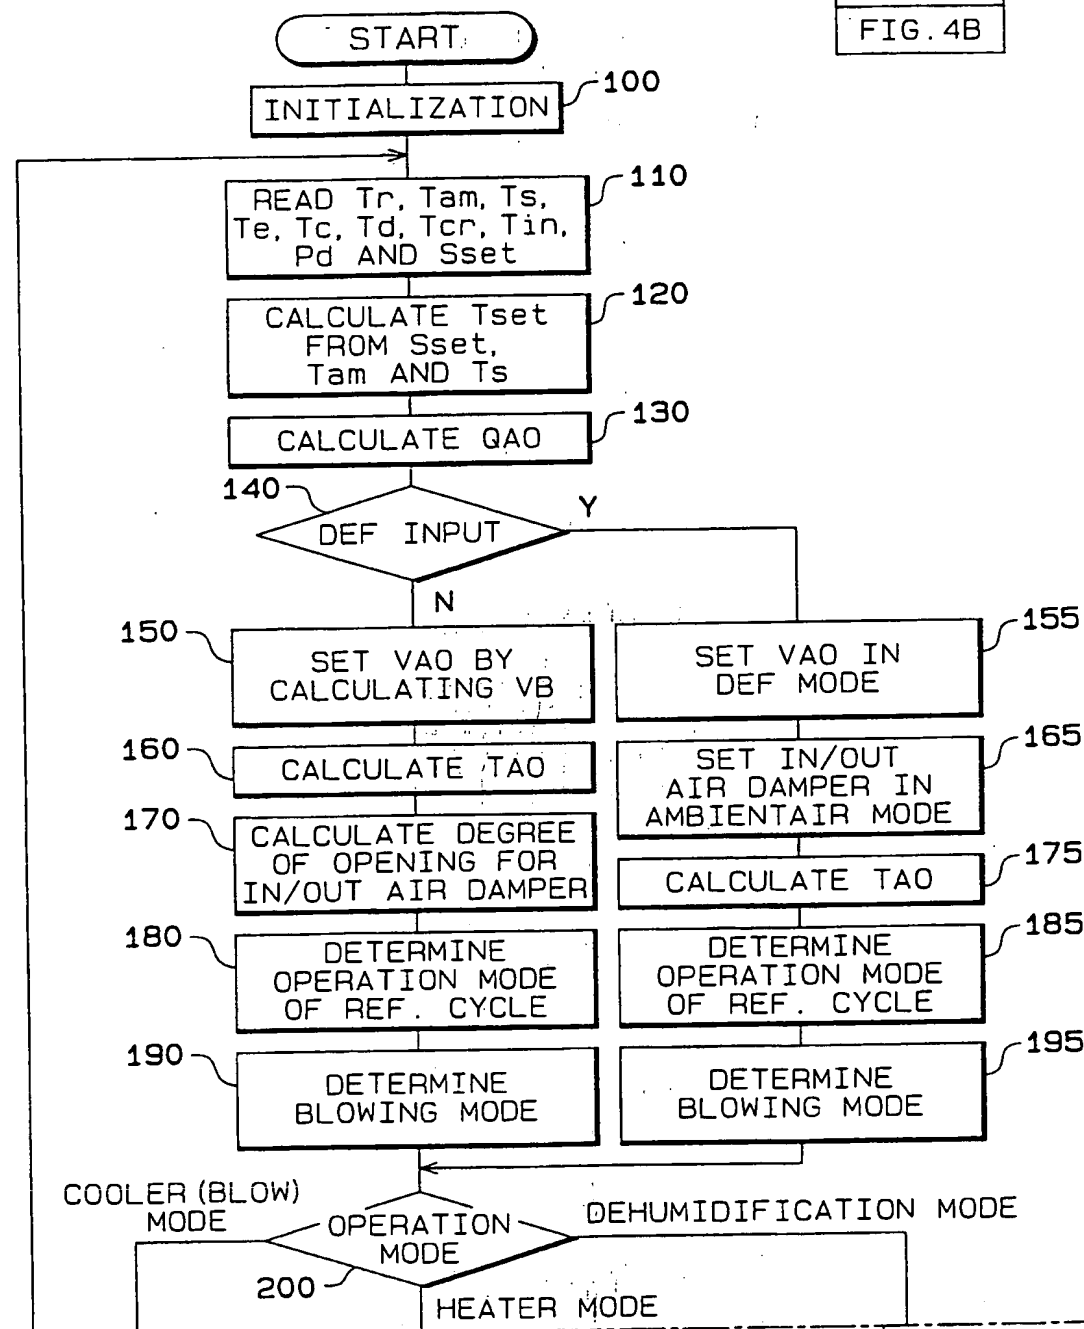 FIG.4B
START
100
INITIALIZATION
110
READ Tr, Tam, Ts,
Te, Tc, Td, Tcr, Tin,
Pd AND Sset
120
CALCULATE Tset
FROM Sset,
Tam AND Ts
130
CALCULATE QAO
140
DEF INPUT
Y
N
150
SET VAO BY
CALCULATING VB
155
SET VAO IN
DEF MODE
160
CALCULATE TAO
165
SET IN/OUT
AIR DAMPER IN
AMBIENTAIR MODE
170
CALCULATE DEGREE
OF OPENING FOR
IN/OUT AIR DAMPER
175
CALCULATE TAO
180
DETERMINE
OPERATION MODE
OF REF. CYCLE
185
DETERMINE
OPERATION MODE
OF REF. CYCLE
190
DETERMINE
BLOWING MODE
195
DETERMINE
BLOWING MODE
COOLER (BLOW)
MODE
OPERATION
MODE
DEHUMIDIFICATION MODE
200
HEATER MODE